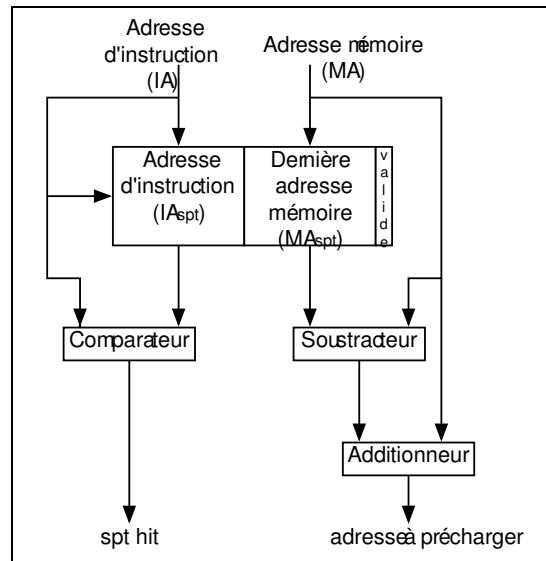 Adresse
d'instruction
(IA)
Adresse mémoire
(MA)
Adresse
d'instruction
(IAspt)
Dernière
adresse
mémoire
(MAspt)
valide
Comparateur
Soustracteur
Additionneur
spt hit
adresse à précharger